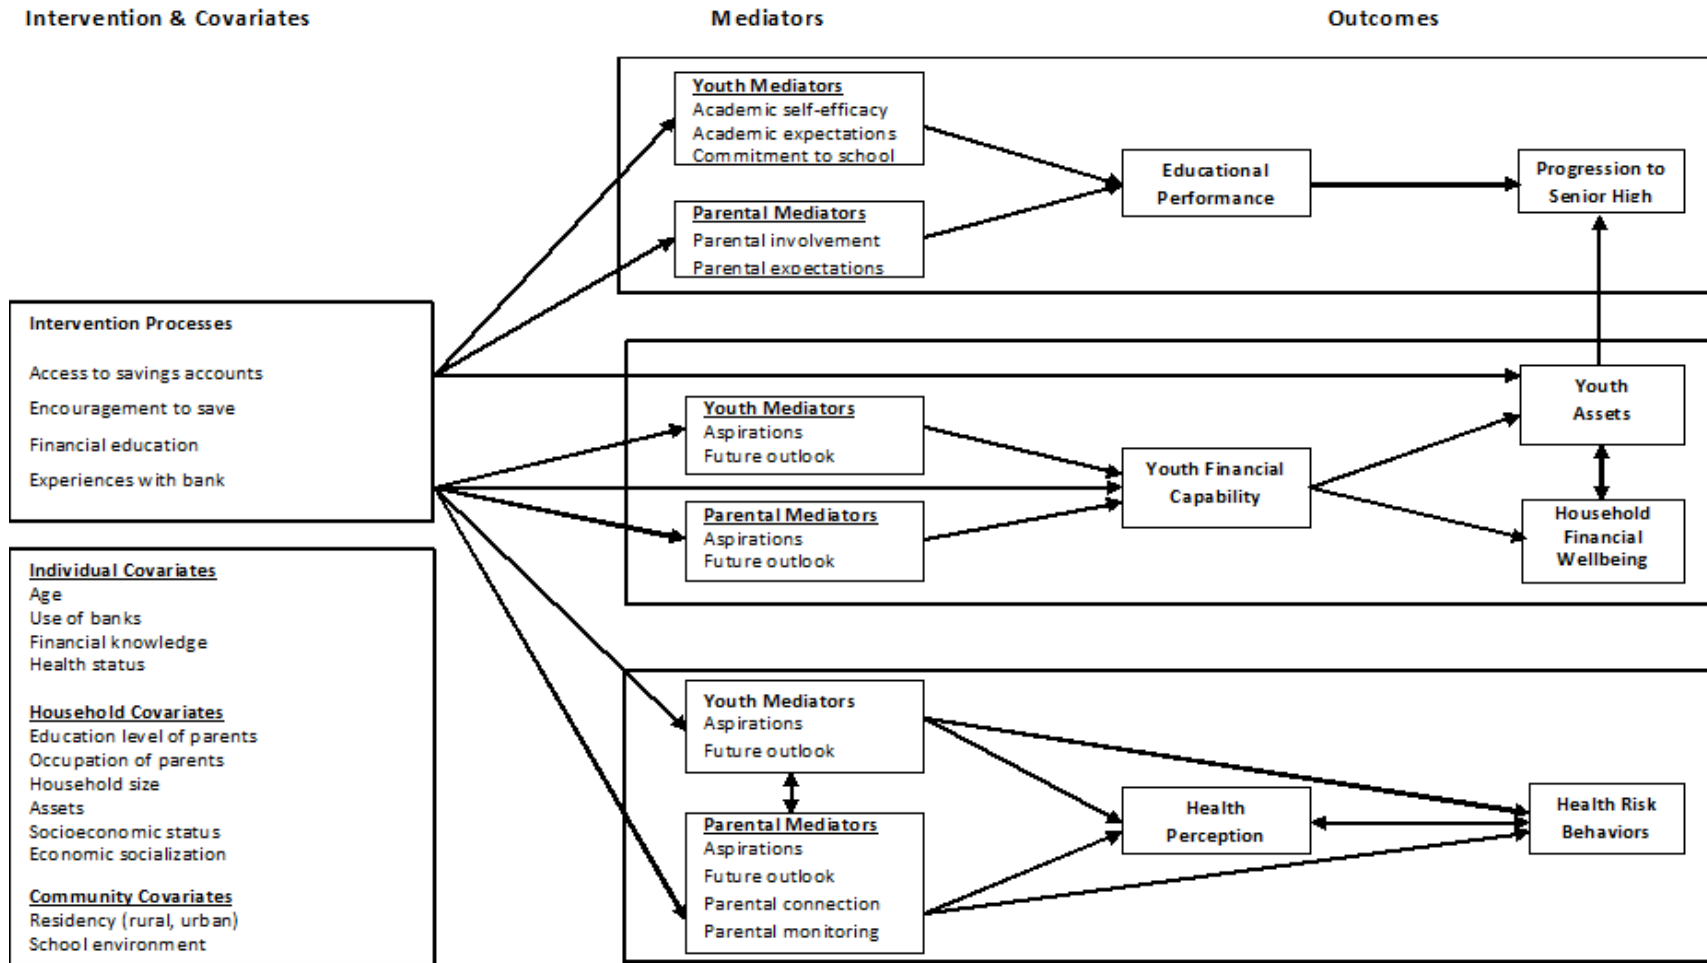 Intervention & Covariates
Mediators
Outcomes
Youth Mediators
Academic self-efficacy
Academic expectations
Commitment to school
Parental Mediators
Parental involvement
Parental expectations
Educational
Performance
Progression to
Senior High
Intervention Processes
Access to savings accounts
Encouragement to save
Financial education
Experiences with bank
Youth Mediators
Aspirations
Future outlook
Parental Mediators
Aspirations
Future outlook
Youth Financial
Capability
Youth
Assets
Household
Financial
Wellbeing
Individual Covariates
Age
Use of banks
Financial knowledge
Health status
Household Covariates
Education level of parents
Occupation of parents
Household size
Assets
Socioeconomic status
Economic socialization
Community Covariates
Residency (rural, urban)
School environment
Youth Mediators
Aspirations
Future outlook
Parental Mediators
Aspirations
Future outlook
Parental connection
Parental monitoring
Health
Perception
Health Risk
Behaviors